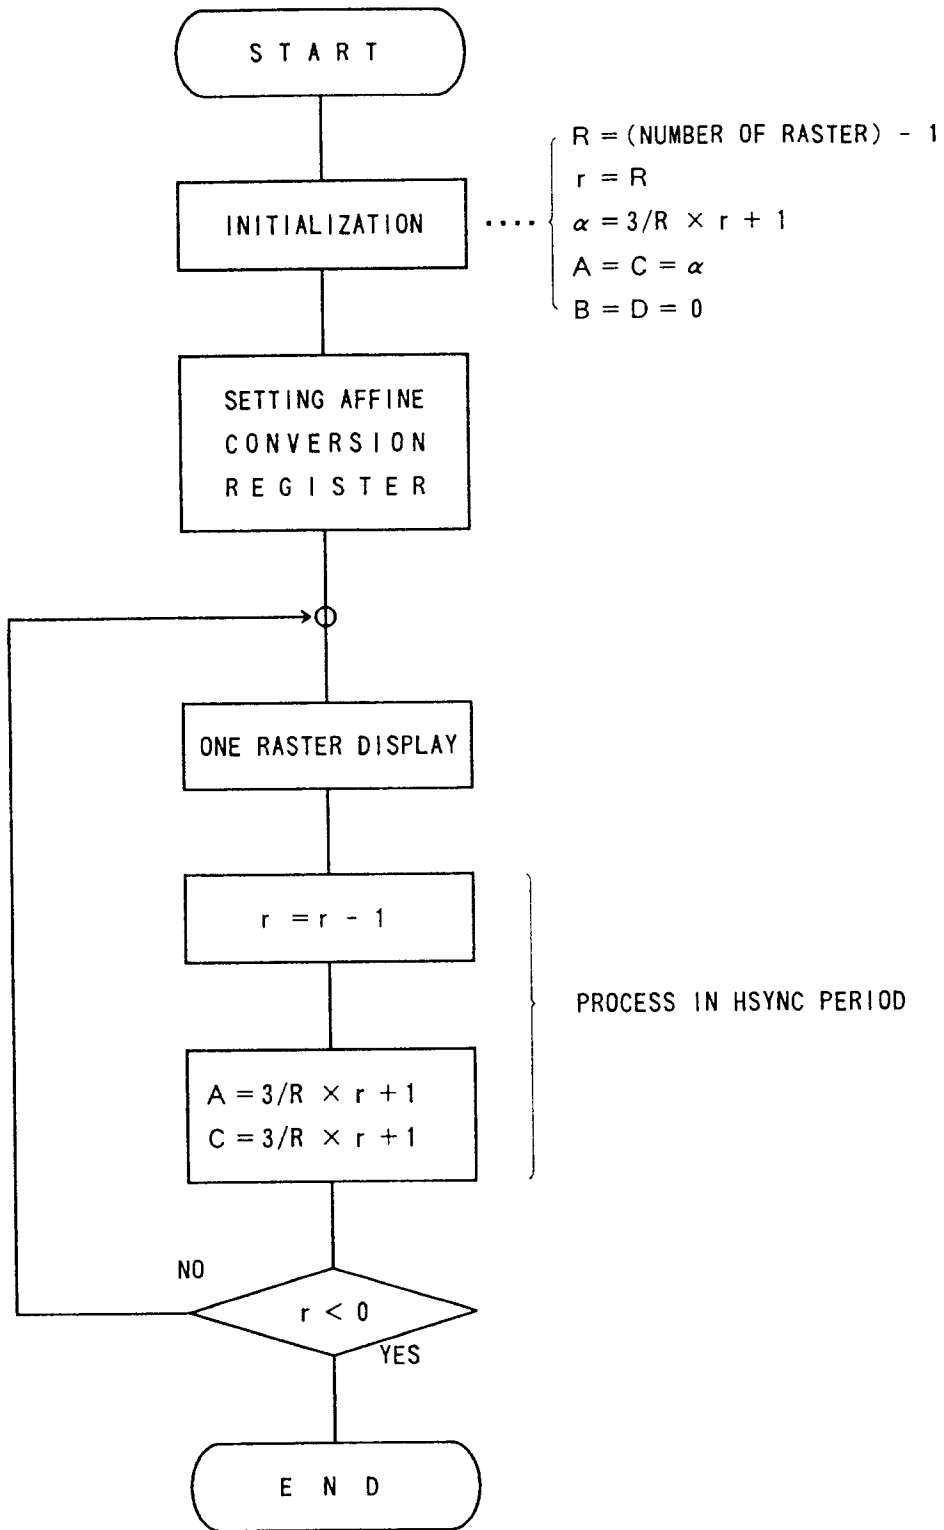 START
R = (NUMBER OF RASTER) - 1
r = R
α = 3/R × r + 1
A = C = α
B = D = 0
INITIALIZATION
SETTING AFFINE
CONVERSION
REGISTER
ONE RASTER DISPLAY
r = r - 1
PROCESS IN HSYNC PERIOD
A = 3/R × r + 1
C = 3/R × r + 1
NO
r < 0
YES
END